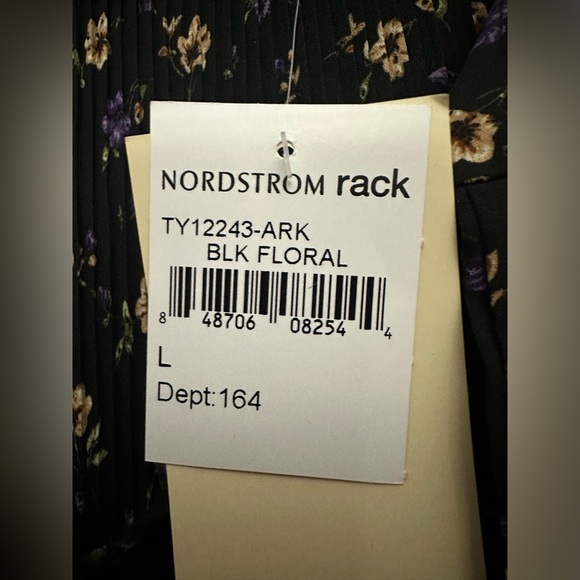 NORDSTROM rack
TY12243-ARK
BLK FLORAL
8 48706 08254 4
L
Dept:164